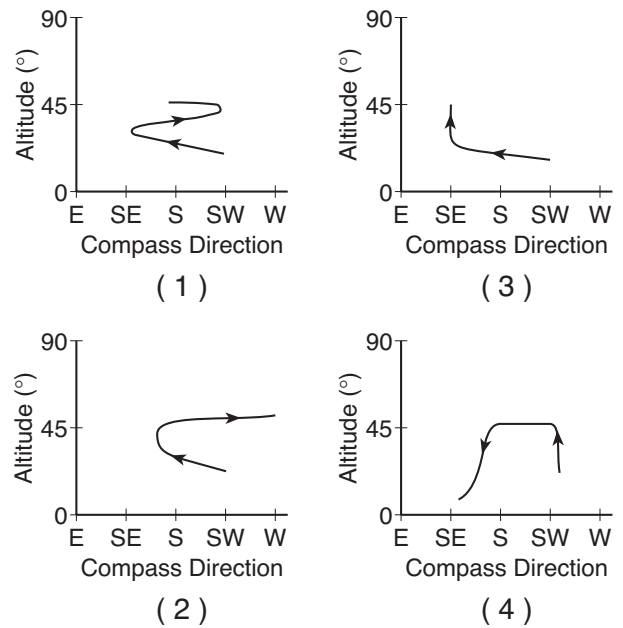 90
45
0
Altitude (°)
E SE S SW W
Compass Direction
( 1 )
90
45
0
Altitude (°)
E SE S SW W
Compass Direction
( 3 )
90
45
0
Altitude (°)
E SE S SW W
Compass Direction
( 2 )
90
45
0
Altitude (°)
E SE S SW W
Compass Direction
( 4 )